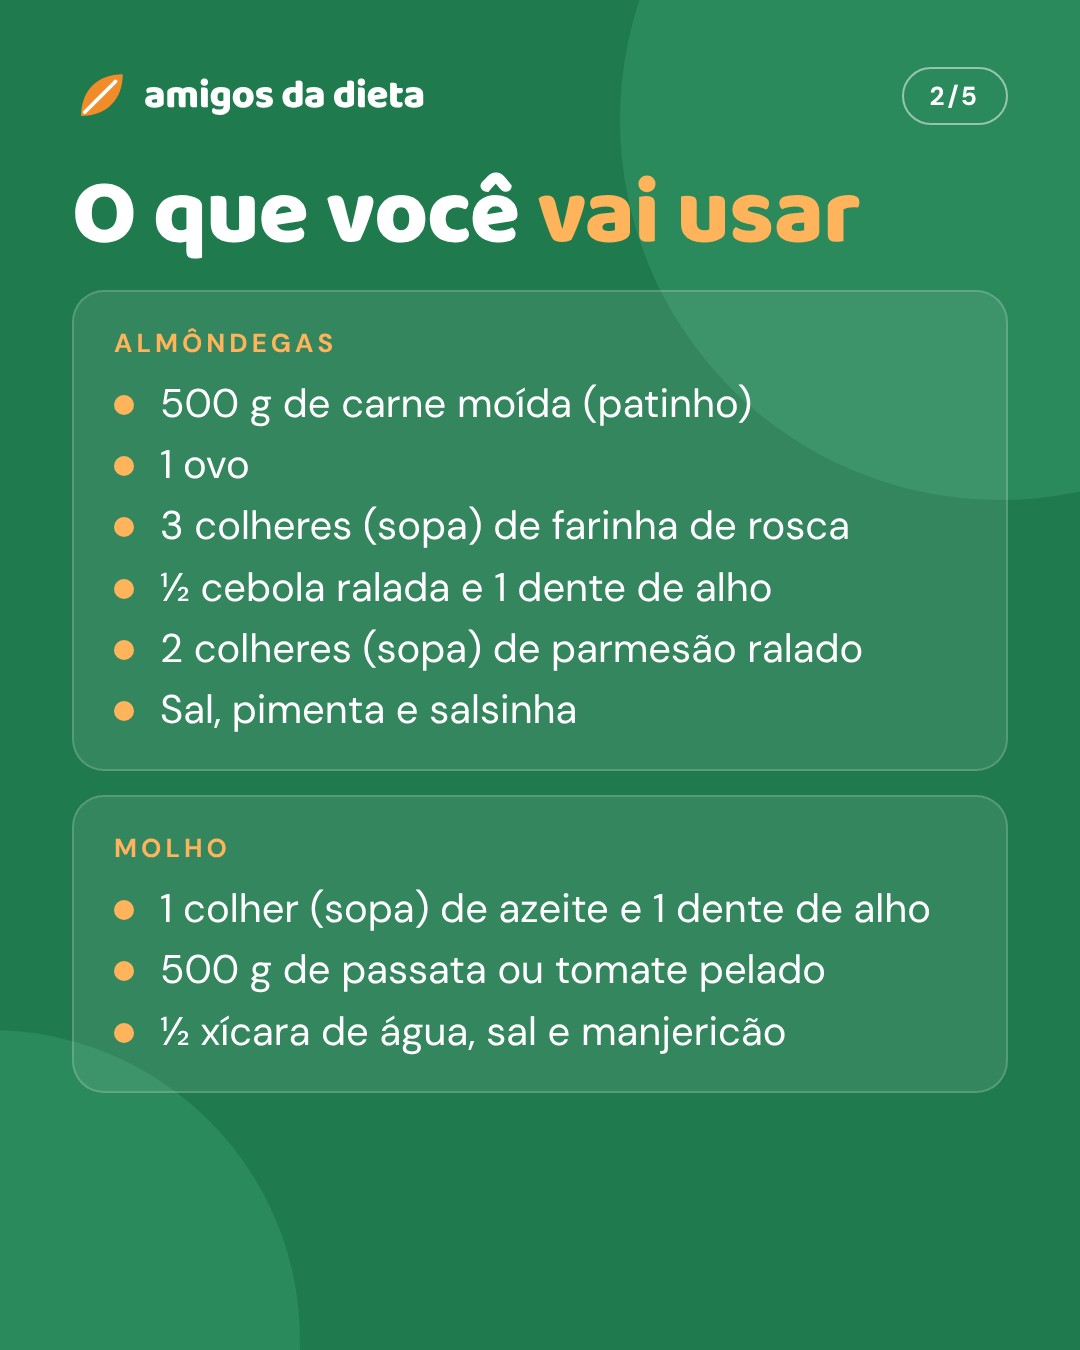 amigos da dieta
2/5
O que você vai usar
ALMÔNDEGAS
500 g de carne moída (patinho)
1 ovo
3 colheres (sopa) de farinha de rosca
½ cebola ralada e 1 dente de alho
2 colheres (sopa) de parmesão ralado
Sal, pimenta e salsinha
MOLHO
1 colher (sopa) de azeite e 1 dente de alho
500 g de passata ou tomate pelado
½ xícara de água, sal e manjericão